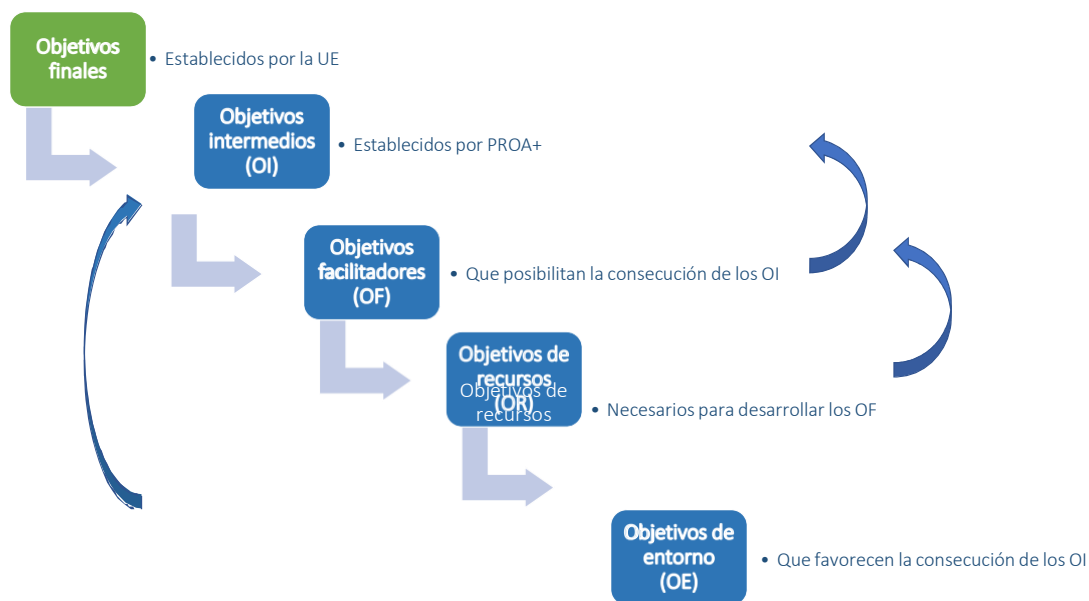 Objetivos
finales
• Establecidos por la UE
Objetivos
intermedios
(OI)
• Establecidos por PROA+
Objetivos
facilitadores
(OF)
• Que posibilitan la consecución de los OI
Objetivos de
recursos
(OR)
Objetivos de
recursos
• Necesarios para desarrollar los OF
Objetivos de
entorno
(OE)
• Que favorecen la consecución de los OI